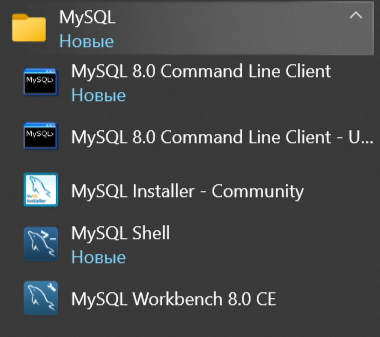 MySQL
Новые
MySQL 8.0 Command Line Client
Новые
MySQL 8.0 Command Line Client - U...
MySQL Installer - Community
MySQL Shell
Новые
MySQL Workbench 8.0 CE